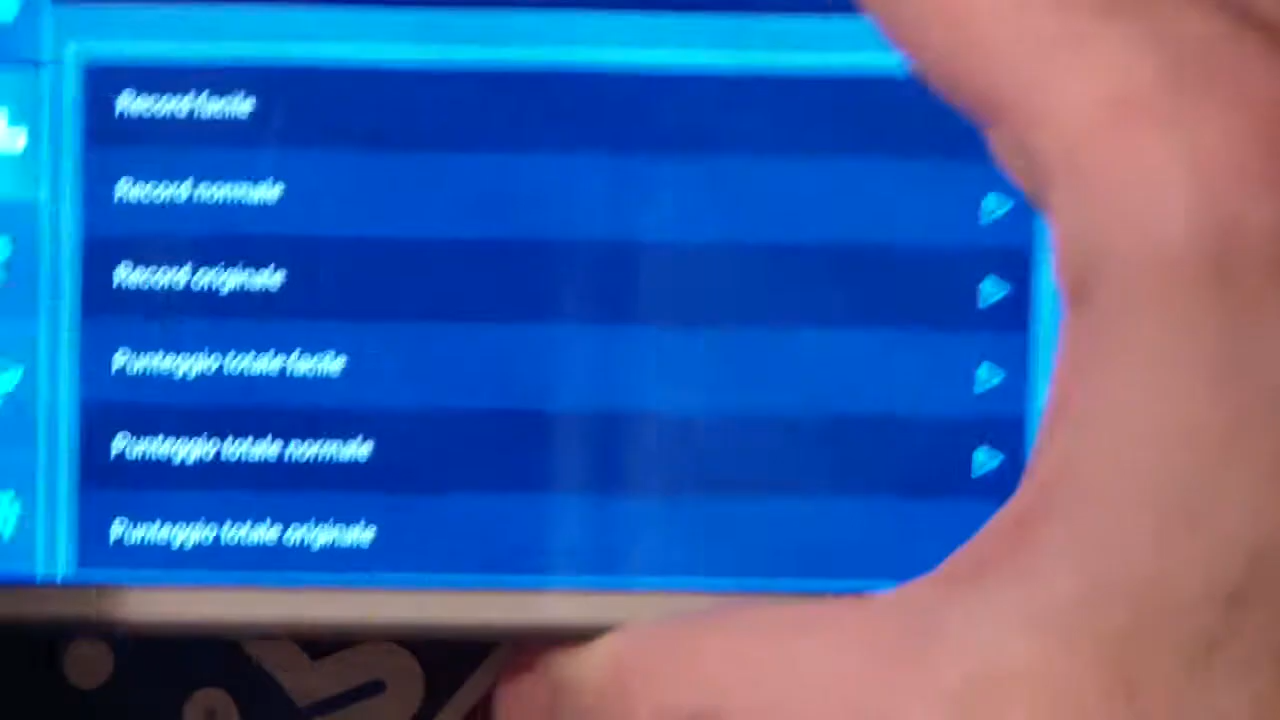 Record facile
Record normale
Record originale
Punteggio totale facile
Punteggio totale normale
Punteggio totale originale